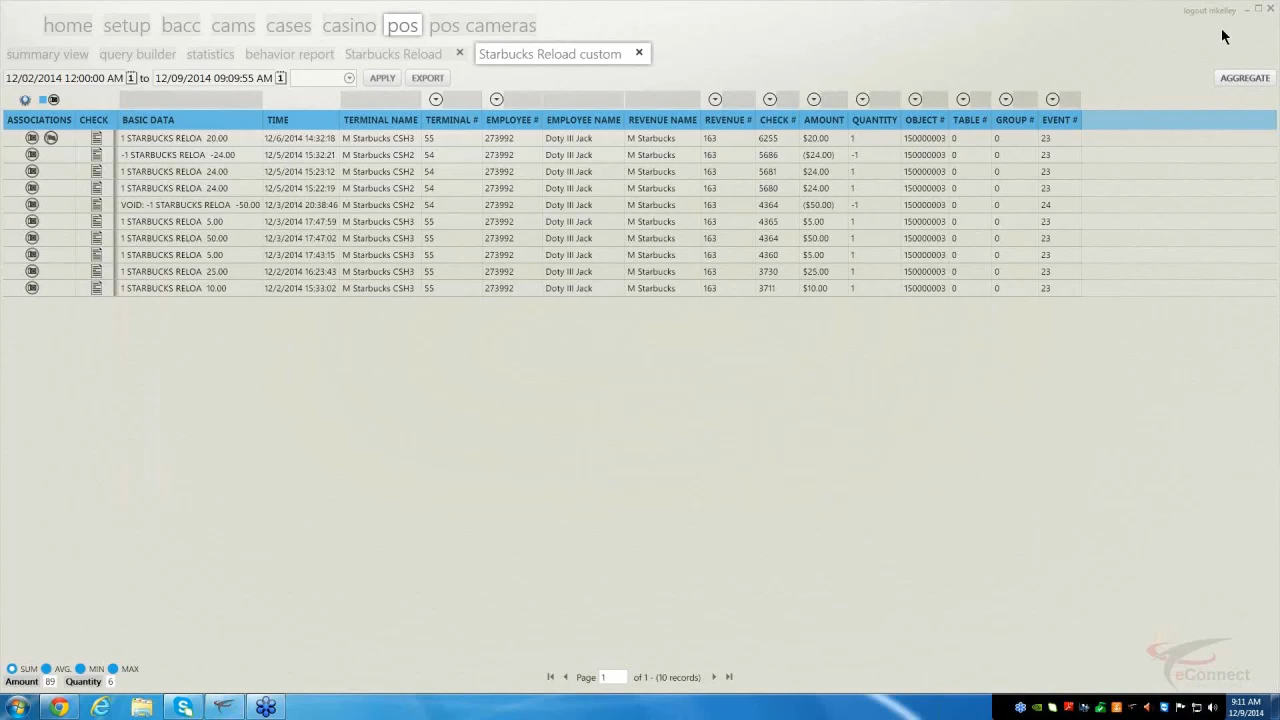 logout mkelley
home setup bacc cams cases casino pos pos cameras
summary view query builder statistics behavior report Starbucks Reload × Starbucks Reload custom ×
12/02/2014 12:00:00 AM to 12/09/2014 09:09:55 AM APPLY EXPORT AGGREGATE
ASSOCIATIONS CHECK BASIC DATA TIME TERMINAL NAME TERMINAL # EMPLOYEE # EMPLOYEE NAME REVENUE NAME REVENUE # CHECK # AMOUNT QUANTITY OBJECT # TABLE # GROUP # EVENT #
1 STARBUCKS RELOA 20.00 12/6/2014 14:32:18 M Starbucks CSH3 55 273992 Doty III Jack M Starbucks 163 6255 $20.00 1 150000003 0 0 23
-1 STARBUCKS RELOA -24.00 12/5/2014 15:32:21 M Starbucks CSH2 54 273992 Doty III Jack M Starbucks 163 5686 ($24.00) -1 150000003 0 0 23
1 STARBUCKS RELOA 24.00 12/5/2014 15:23:12 M Starbucks CSH2 54 273992 Doty III Jack M Starbucks 163 5681 $24.00 1 150000003 0 0 23
1 STARBUCKS RELOA 24.00 12/5/2014 15:22:19 M Starbucks CSH2 54 273992 Doty III Jack M Starbucks 163 5680 $24.00 1 150000003 0 0 23
VOID: -1 STARBUCKS RELOA -50.00 12/3/2014 20:38:46 M Starbucks CSH2 54 273992 Doty III Jack M Starbucks 163 4364 ($50.00) -1 150000003 0 0 24
1 STARBUCKS RELOA 5.00 12/3/2014 17:47:59 M Starbucks CSH3 55 273992 Doty III Jack M Starbucks 163 4365 $5.00 1 150000003 0 0 23
1 STARBUCKS RELOA 50.00 12/3/2014 17:47:02 M Starbucks CSH3 55 273992 Doty III Jack M Starbucks 163 4364 $50.00 1 150000003 0 0 23
1 STARBUCKS RELOA 5.00 12/3/2014 17:43:15 M Starbucks CSH3 55 273992 Doty III Jack M Starbucks 163 4360 $5.00 1 150000003 0 0 23
1 STARBUCKS RELOA 25.00 12/2/2014 16:23:43 M Starbucks CSH3 55 273992 Doty III Jack M Starbucks 163 3730 $25.00 1 150000003 0 0 23
1 STARBUCKS RELOA 10.00 12/2/2014 15:33:02 M Starbucks CSH3 55 273992 Doty III Jack M Starbucks 163 3711 $10.00 1 150000003 0 0 23
SUM AVG. MIN MAX
Amount 89 Quantity 6
Page 1 of 1 - (10 records)
eConnect
9:11 AM
12/9/2014